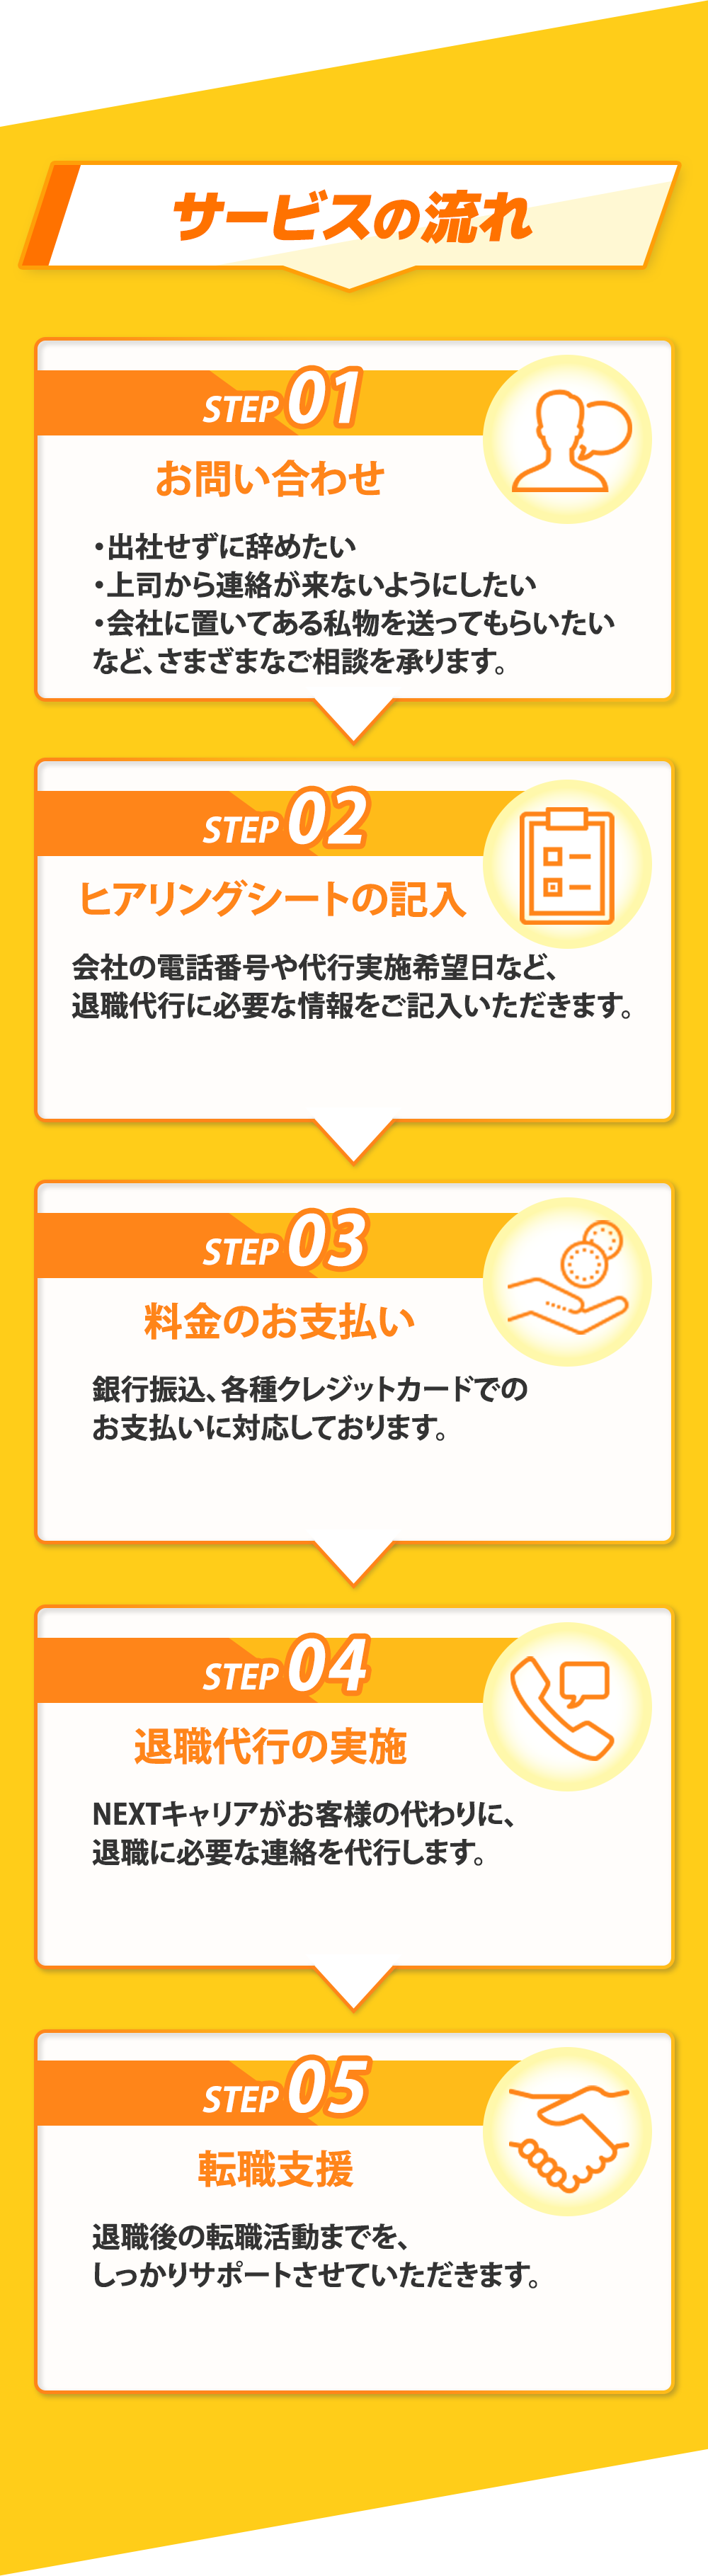 サービスの流れ
STEP 01
お問い合わせ
・出社せずに辞めたい
・上司から連絡が来ないようにしたい
・会社に置いてある私物を送ってもらいたい
など、さまざまなご相談を承ります。
STEP 02
ヒアリングシートの記入
会社の電話番号や代行実施希望日など、
退職代行に必要な情報をご記入いただきます。
STEP 03
料金のお支払い
銀行振込、各種クレジットカードでの
お支払いに対応しております。
STEP 04
退職代行の実施
NEXTキャリアがお客様の代わりに、
退職に必要な連絡を代行します。
STEP 05
転職支援
退職後の転職活動までを、
しっかりサポートさせていただきます。